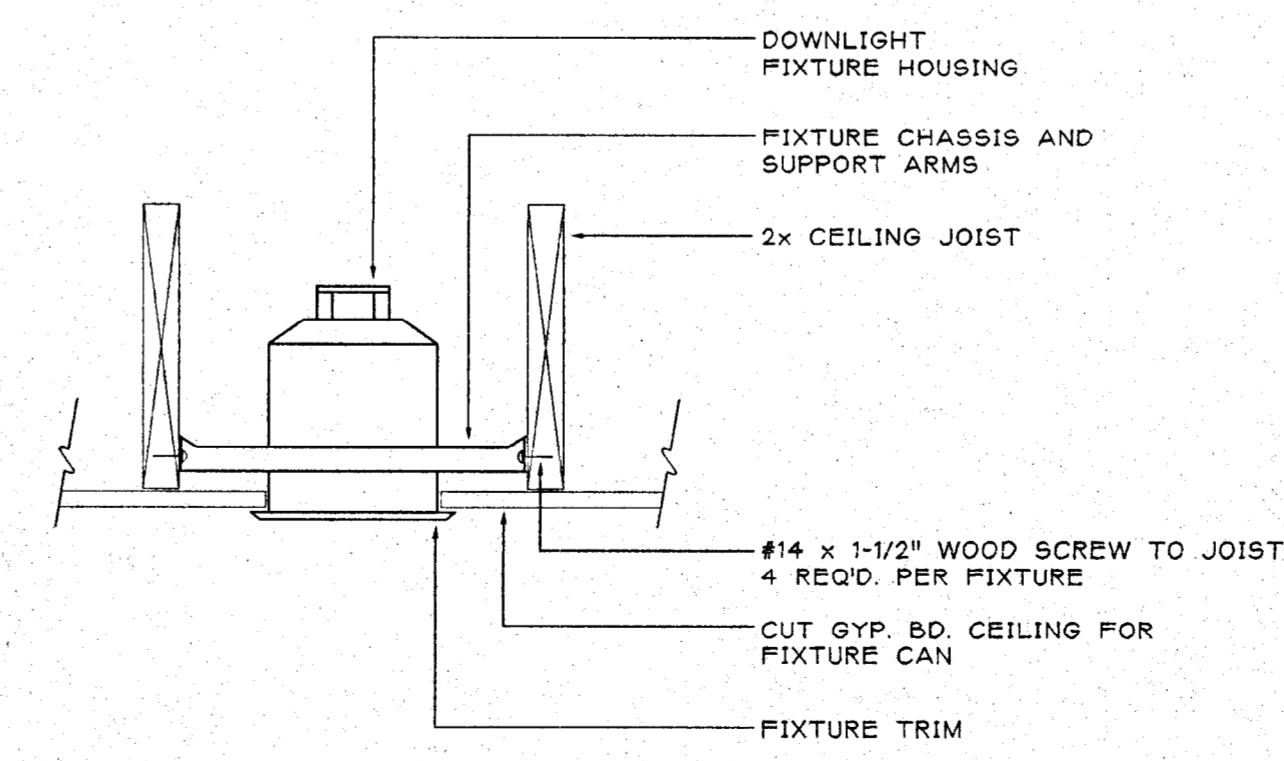 DOWNLIGHT
FIXTURE HOUSING
FIXTURE CHASSIS AND
SUPPORT ARMS
2x CEILING JOIST
#14 x 1-1/2" WOOD SCREW TO JOIST
4 REQ'D. PER FIXTURE
CUT GYP. BD. CEILING FOR
FIXTURE CAN
FIXTURE TRIM